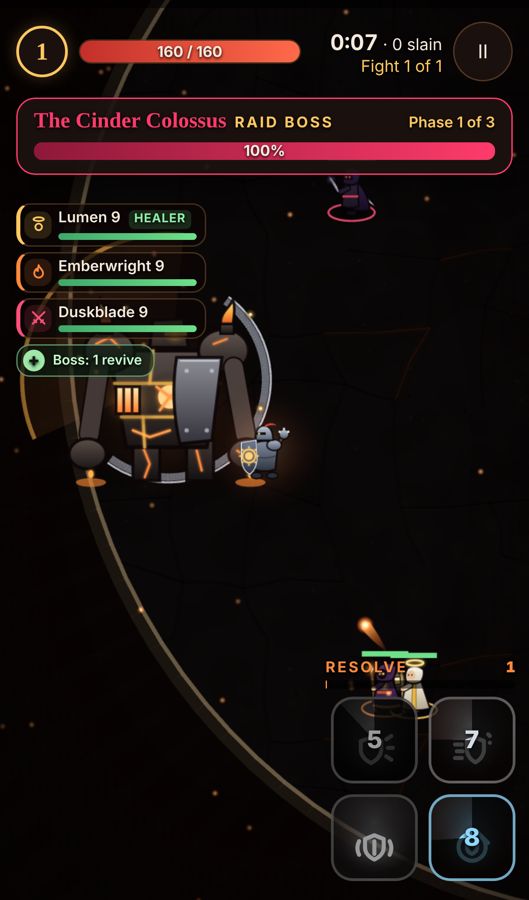 1
160 / 160
0:07 · 0 slain
Fight 1 of 1
The Cinder Colossus RAID BOSS
Phase 1 of 3
100%
Lumen 9 HEALER
Emberwright 9
Duskblade 9
Boss: 1 revive
RESOLVE 1
5
7
8